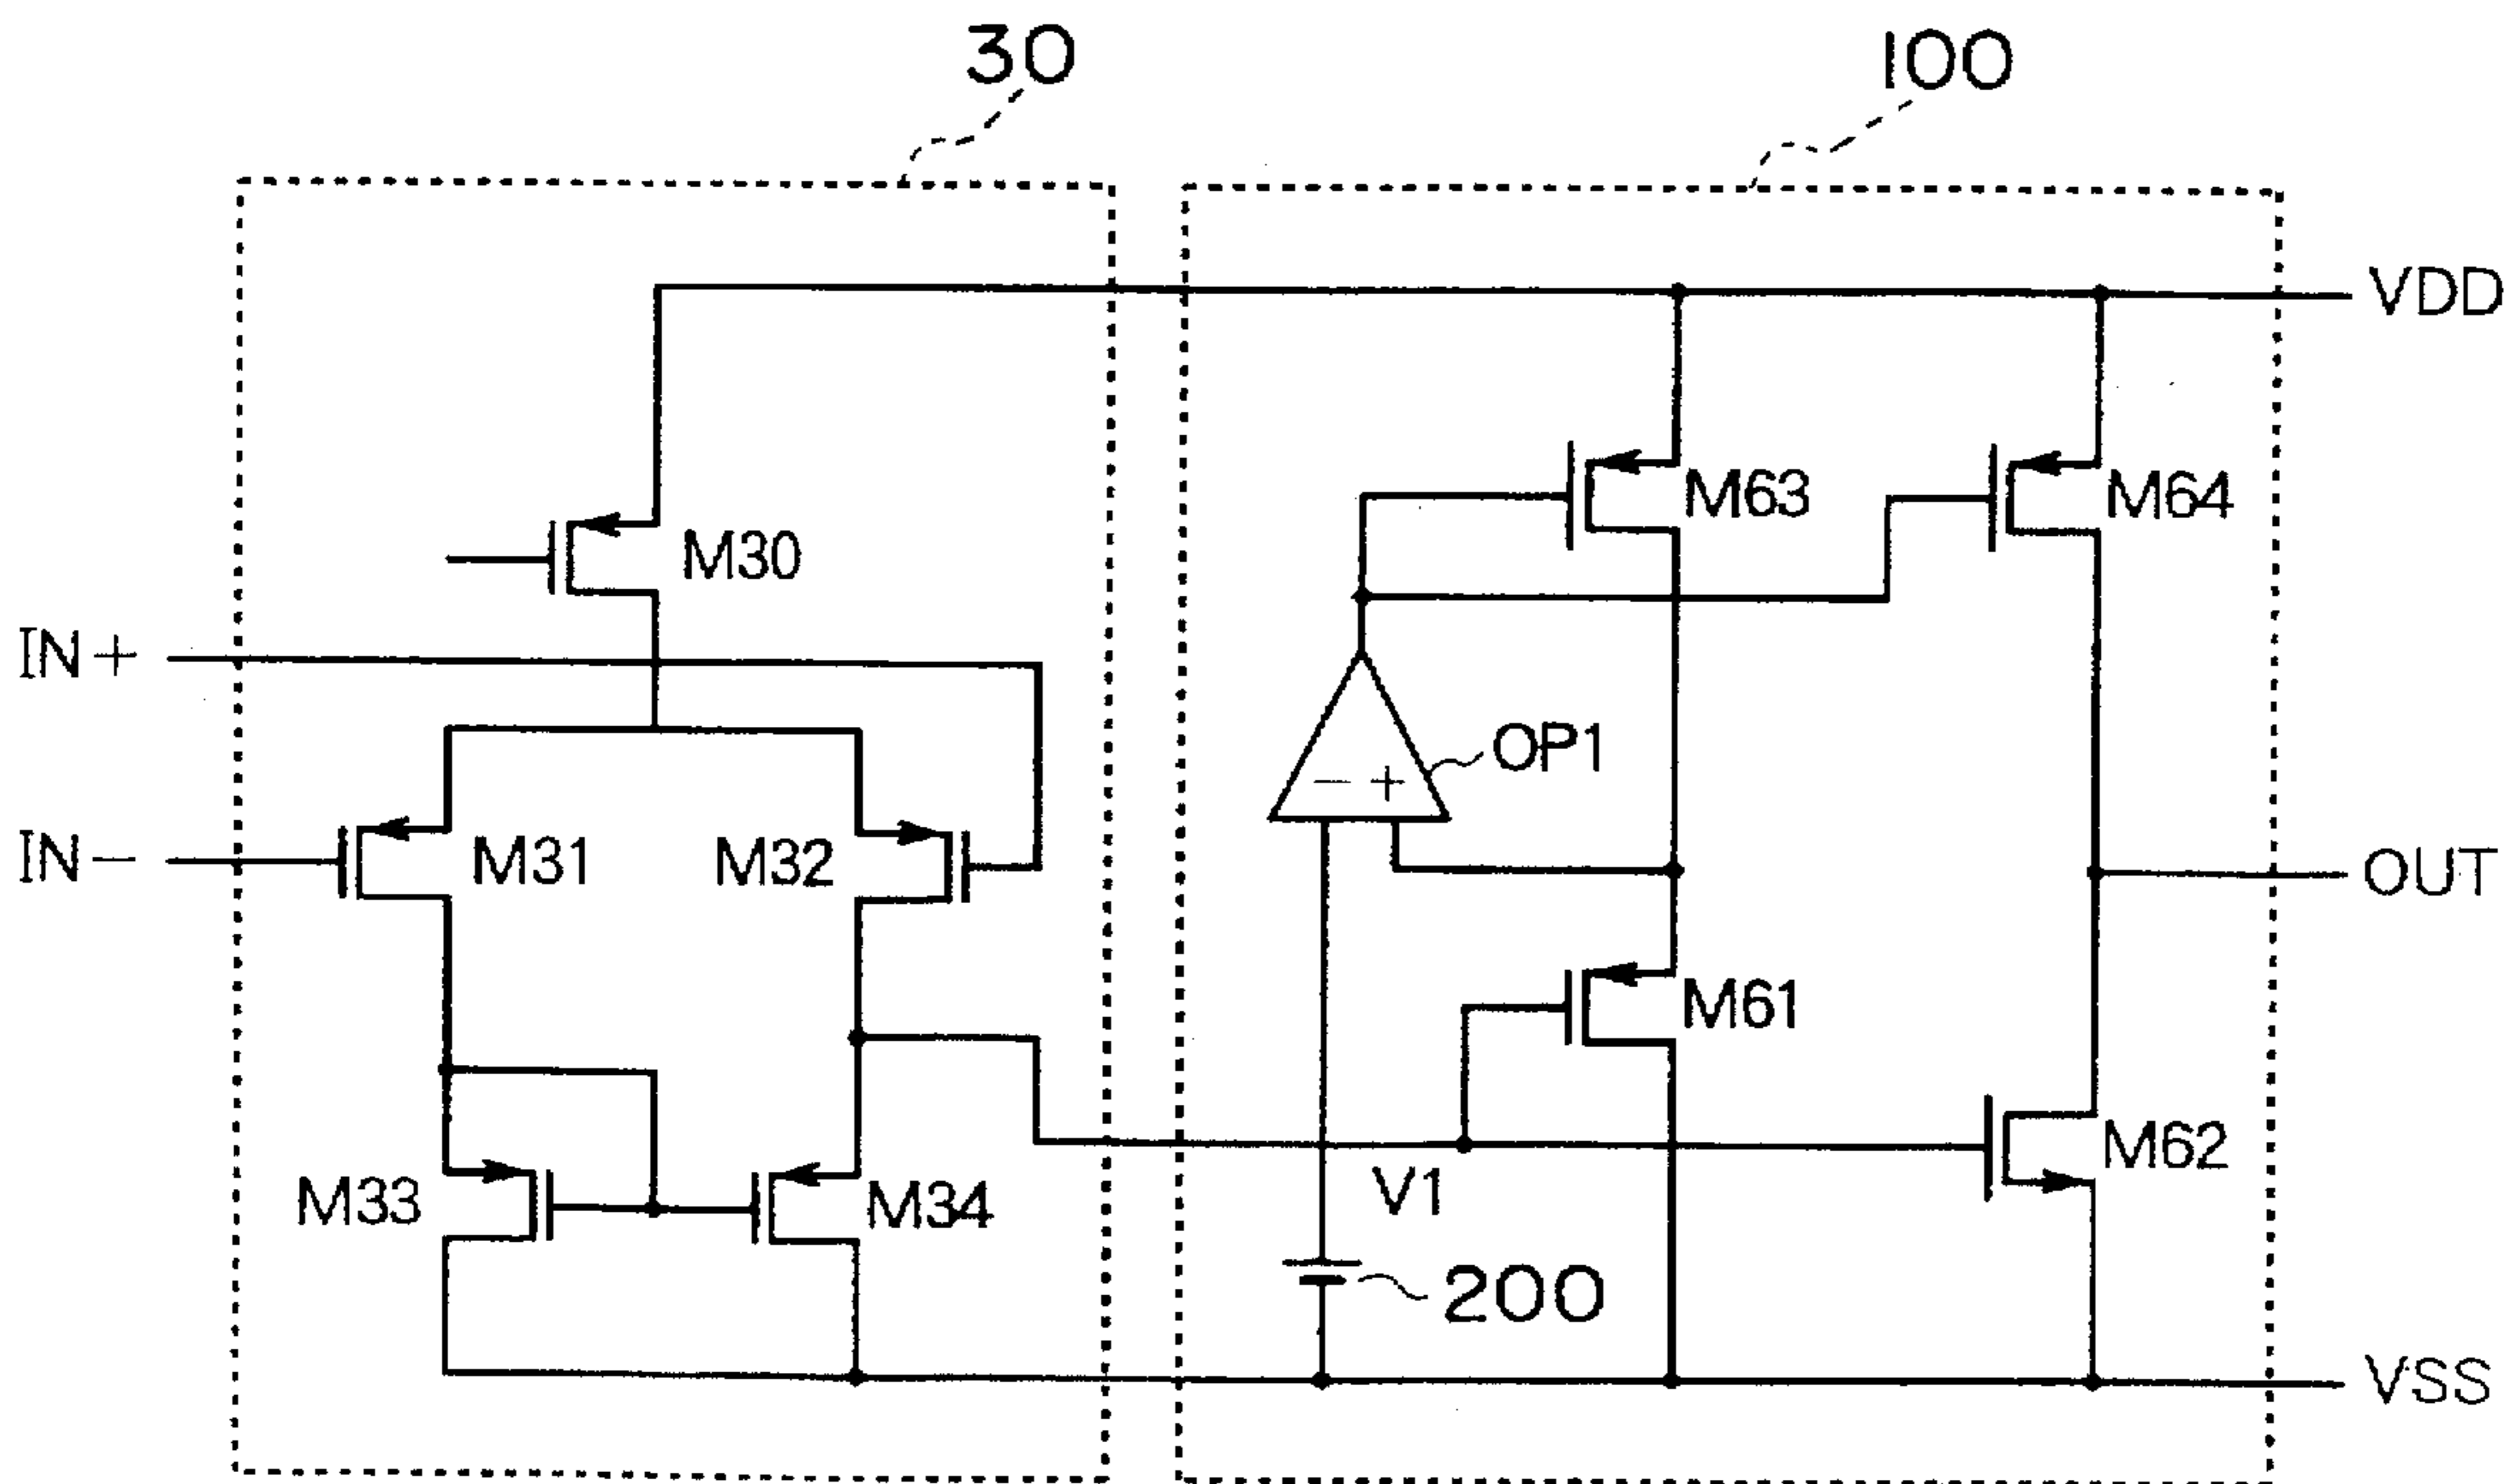 30
100
VDD
M63
M64
M30
IN+
OP1
- +
IN-
M31
M32
OUT
M61
M62
M33
M34
V1
200
VSS